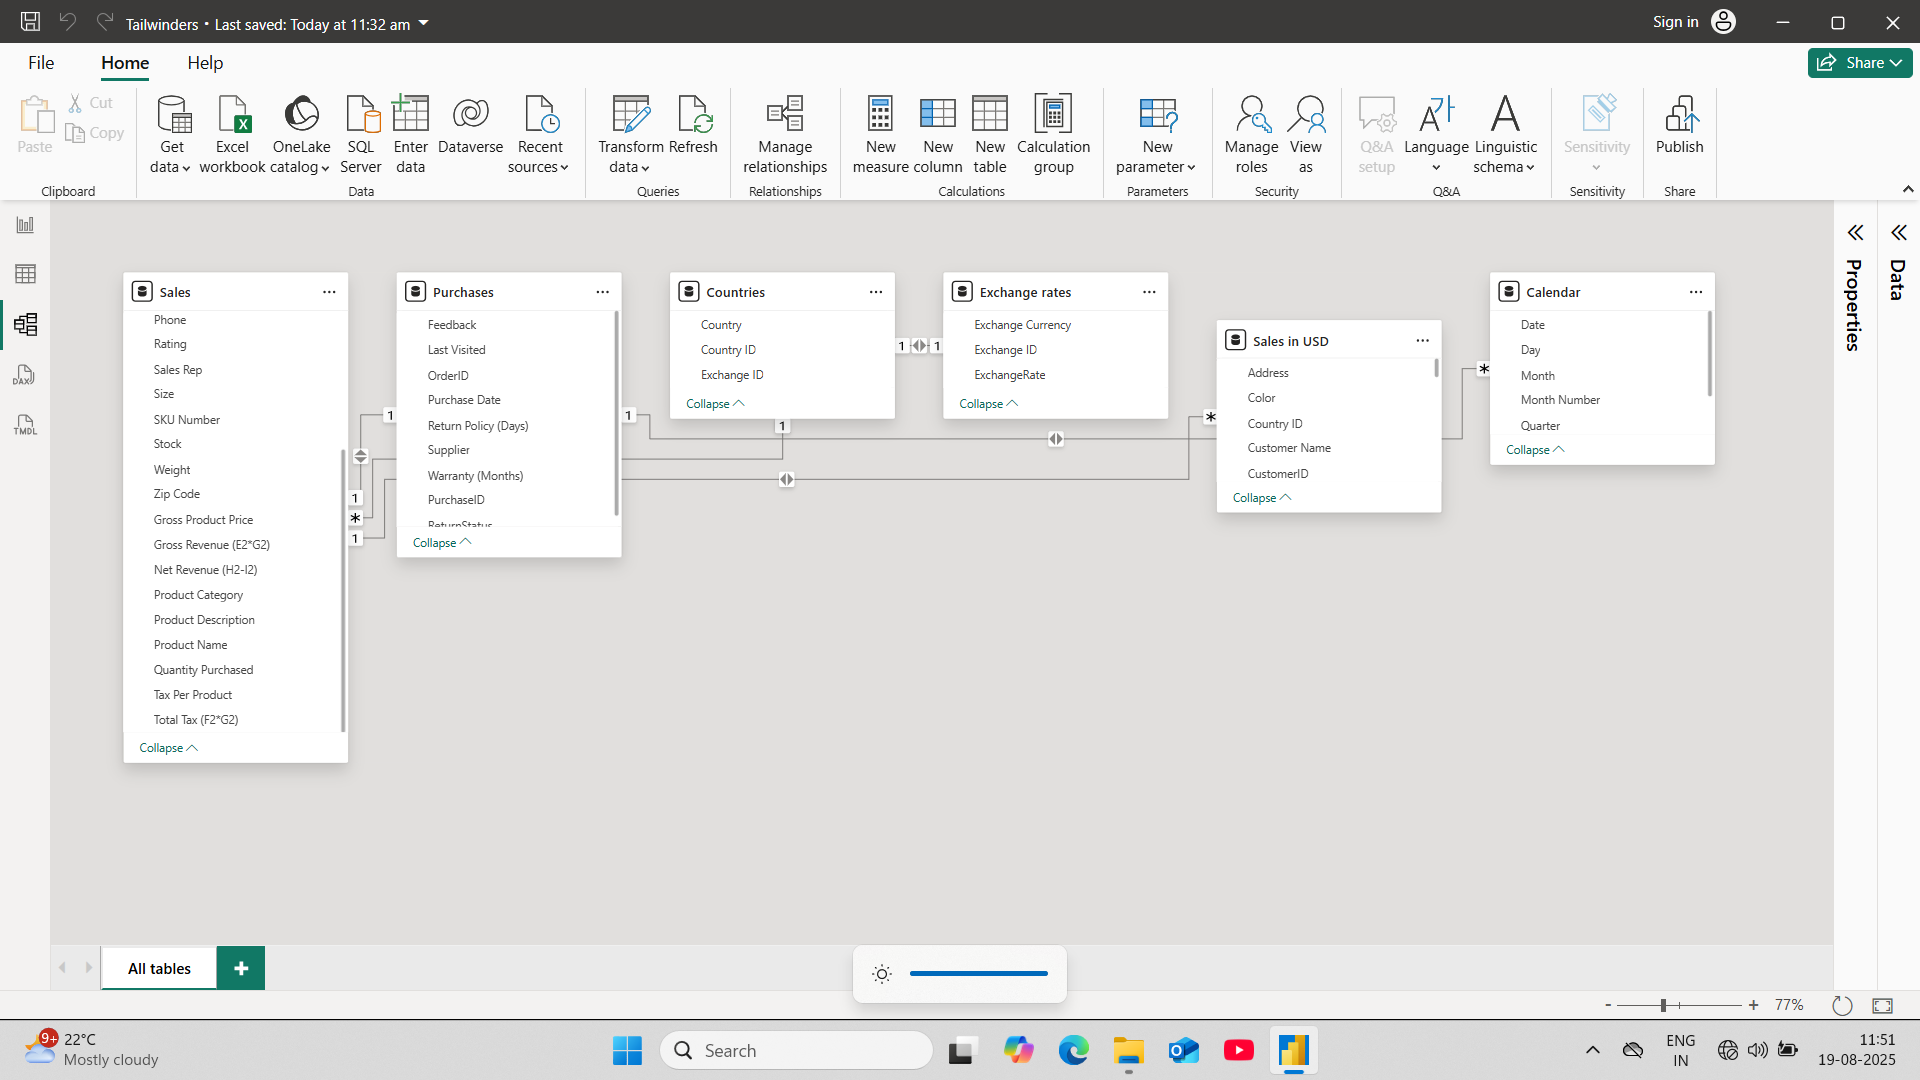 Tailwinders • Last saved: Today at 11:32 am
Sign in
File Home Help
Share
Paste
Cut
Copy
Get data
Excel workbook
OneLake catalog
SQL Server
Enter data
Dataverse
Recent sources
Transform data
Refresh
Manage relationships
New measure
New column
New table
Calculation group
New parameter
Manage roles
View as
Q&A setup
Language
Linguistic schema
Sensitivity
Publish
Clipboard
Data
Queries
Relationships
Calculations
Parameters
Security
Q&A
Sensitivity
Share
DAX
TMDL
Sales
Phone
Rating
Sales Rep
Size
SKU Number
Stock
Weight
Zip Code
Gross Product Price
Gross Revenue (E2*G2)
Net Revenue (H2-I2)
Product Category
Product Description
Product Name
Quantity Purchased
Tax Per Product
Total Tax (F2*G2)
Collapse
1
1
*
1
Purchases
Feedback
Last Visited
OrderID
Purchase Date
Return Policy (Days)
Supplier
Warranty (Months)
PurchaseID
ReturnStatus
Collapse
1
Countries
Country
Country ID
Exchange ID
Collapse
1
1 1
Exchange rates
Exchange Currency
Exchange ID
ExchangeRate
Collapse
*
Sales in USD
Address
Color
Country ID
Customer Name
CustomerID
Collapse
*
Calendar
Date
Day
Month
Month Number
Quarter
Collapse
Properties
Data
All tables
+
- + 77%
9+
22°C
Mostly cloudy
Search
ENG
IN
11:51
19-08-2025